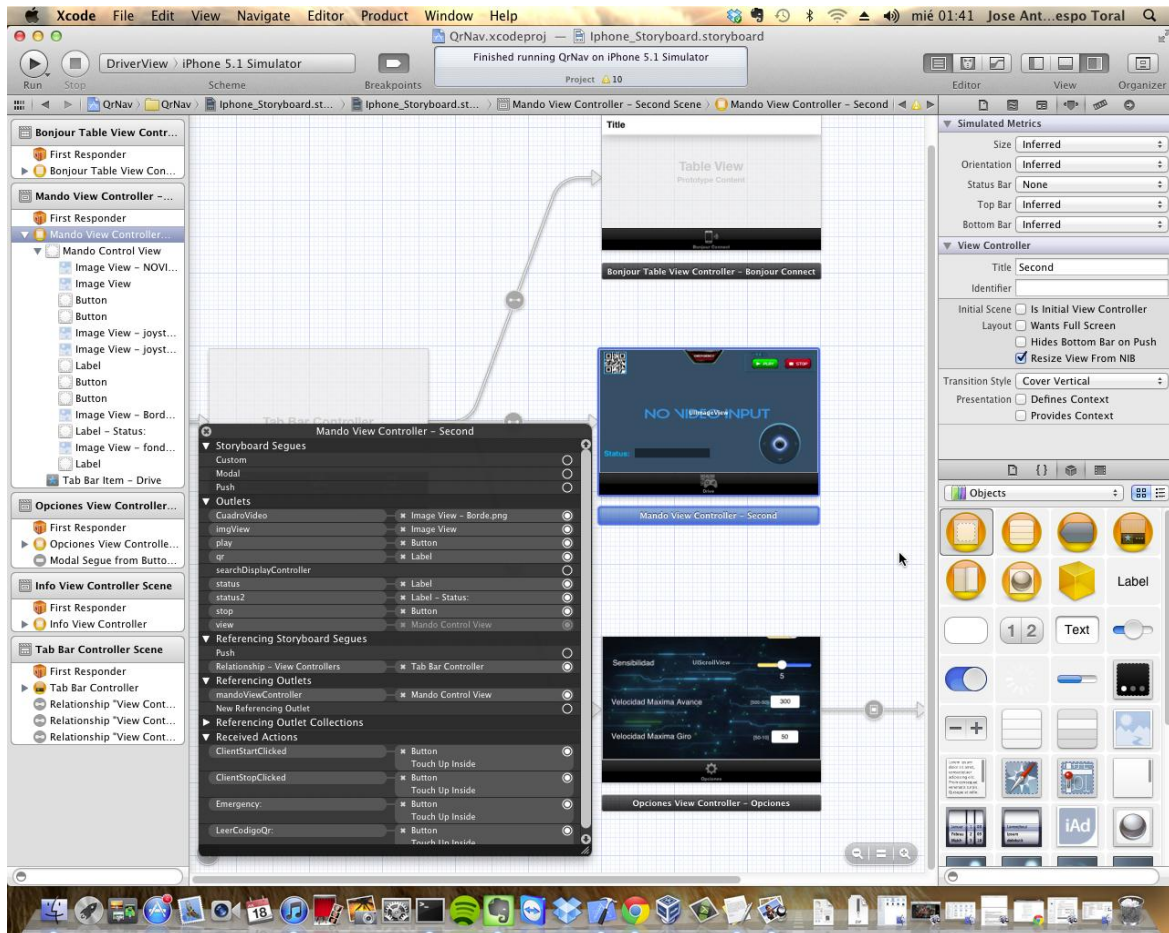 Xcode File Edit View Navigate Editor Product Window Help mié 01:41 Jose Ant...espo Toral
QrNav.xcodeproj — Iphone_Storyboard.storyboard
DriverView iPhone 5.1 Simulator
Finished running QrNav on iPhone 5.1 Simulator
Project 10
Run Stop Scheme Breakpoints Editor View Organizer
QrNav QrNav Iphone_Storyboard.st... Iphone_Storyboard.st... Mando View Controller – Second Scene Mando View Controller – Second
Bonjour Table View Contr...
First Responder
Bonjour Table View Con...
Mando View Controller –...
First Responder
Mando View Controller...
Mando Control View
Image View – NOVI...
Image View
Button
Button
Image View – joyst...
Image View – joyst...
Label
Button
Button
Image View – Bord...
Label – Status:
Image View – fond...
Label
Tab Bar Item – Drive
Opciones View Controller...
First Responder
Opciones View Controlle...
Modal Segue from Butto...
Info View Controller Scene
First Responder
Info View Controller
Tab Bar Controller Scene
First Responder
Tab Bar Controller
Relationship "View Cont...
Relationship "View Cont...
Relationship "View Cont...
Title
Table View
Prototype Content
Bonjour Connect
Bonjour Table View Controller – Bonjour Connect
Tab Bar Controller
PLAY STOP
NO VIDEO INPUT
UIImageView
Status:
Drive
Mando View Controller – Second
Mando View Controller – Second
Storyboard Segues
Custom
Modal
Push
Outlets
CuadroVideo Image View – Borde.png
imgView Image View
play Button
qr Label
searchDisplayController
status Label
status2 Label – Status:
stop Button
view Mando Control View
Referencing Storyboard Segues
Push
Relationship – View Controllers Tab Bar Controller
Referencing Outlets
mandoViewController Mando Control View
New Referencing Outlet
Referencing Outlet Collections
Received Actions
ClientStartClicked Button
Touch Up Inside
ClientStopClicked Button
Touch Up Inside
Emergency: Button
Touch Up Inside
LeerCodigoQr: Button
Touch Up Inside
Sensibilidad UIScrollView
5
Velocidad Maxima Avance 300
Velocidad Maxima Giro 50
Opciones
Opciones View Controller – Opciones
Simulated Metrics
Size Inferred
Orientation Inferred
Status Bar None
Top Bar Inferred
Bottom Bar Inferred
View Controller
Title Second
Identifier
Initial Scene Is Initial View Controller
Layout Wants Full Screen
Hides Bottom Bar on Push
Resize View From NIB
Transition Style Cover Vertical
Presentation Defines Context
Provides Context
Objects
Label
1 2 Text
iAd
18